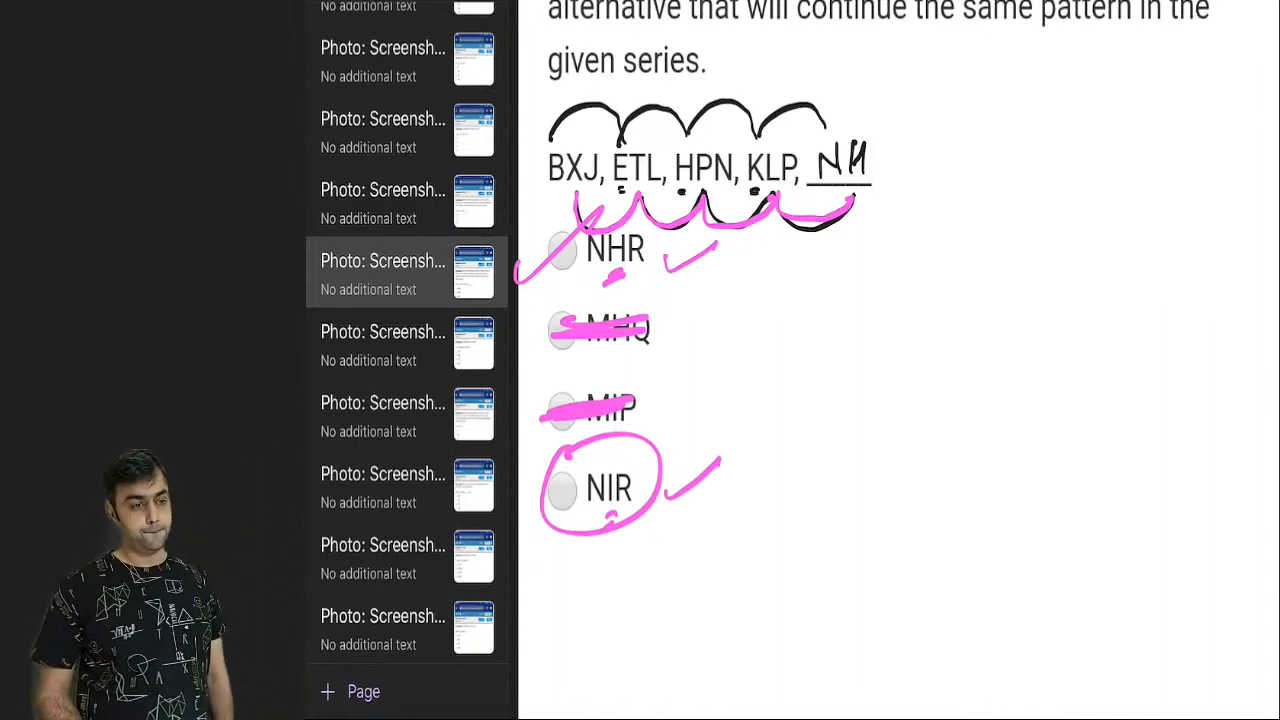 No additional text
alternative that will continue the same pattern in the
given series.
Photo: Screensh...
No additional text
Photo: Screensh...
No additional text
Photo: Screensh...
No additional text
Photo: Screensh...
No additional text
Photo: Screensh...
No additional text
Photo: Screensh...
No additional text
Photo: Screensh...
No additional text
Photo: Screensh...
No additional text
Photo: Screensh...
No additional text
+ Page
BXJ, ETL, HPN, KLP, NH
NHR
MHQ
MIP
NIR